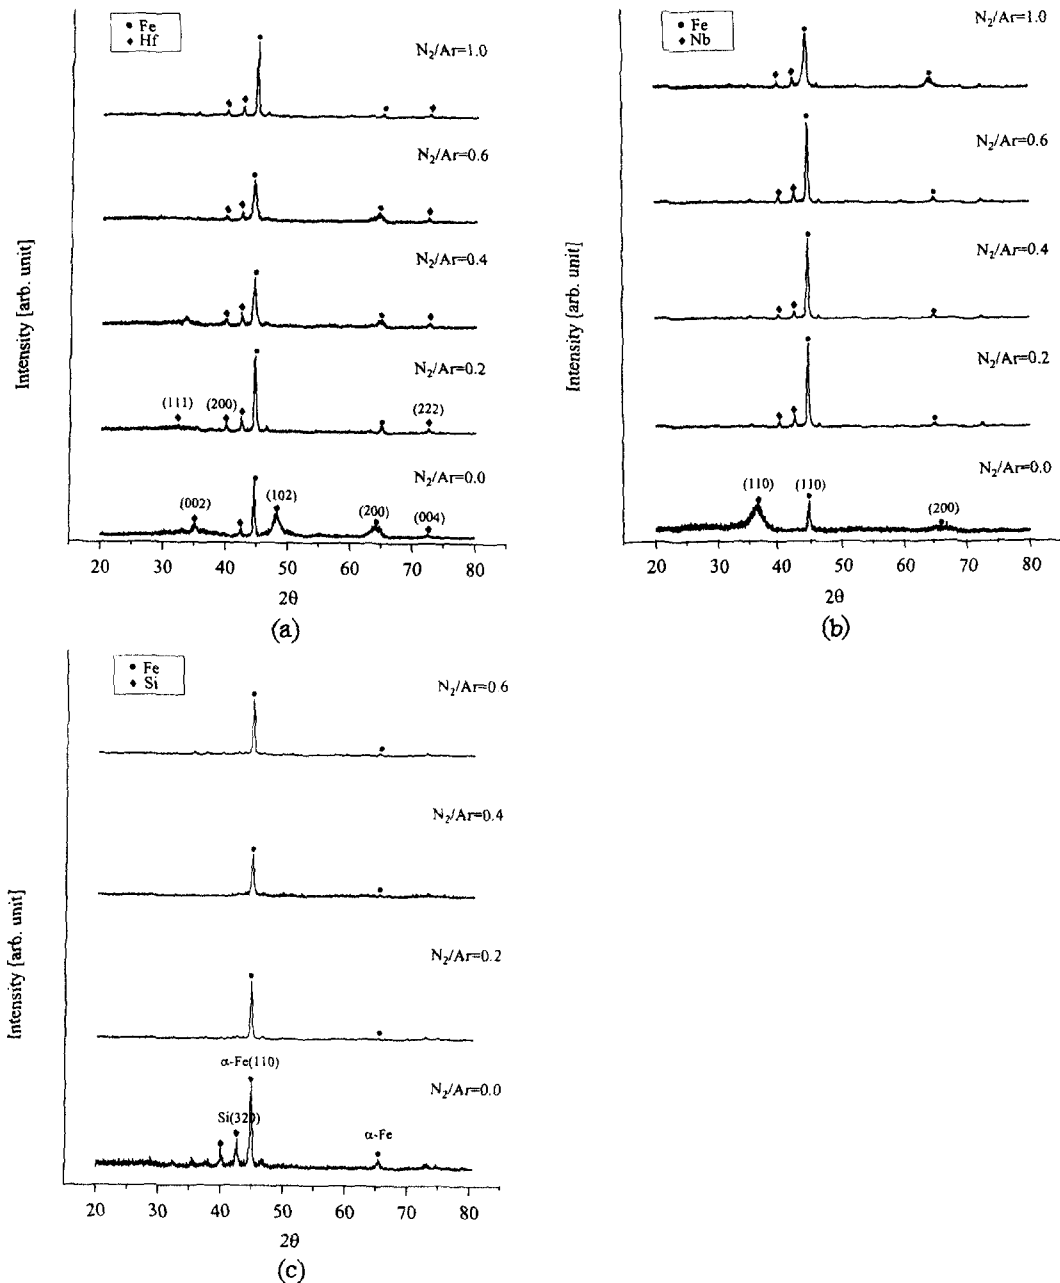 Fe
Hf
N₂/Ar=1.0
N₂/Ar=0.6
N₂/Ar=0.4
N₂/Ar=0.2
(111) (200) (222)
N₂/Ar=0.0
(002) (102) (200) (004)
Intensity [arb. unit]
20 30 40 50 60 70 80
2θ
(a)
Fe
Nb
N₂/Ar=1.0
N₂/Ar=0.6
N₂/Ar=0.4
N₂/Ar=0.2
N₂/Ar=0.0
(110) (110) (200)
Intensity [arb. unit]
20 30 40 50 60 70 80
2θ
(b)
Fe
Si
N₂/Ar=0.6
N₂/Ar=0.4
N₂/Ar=0.2
α-Fe(110)
N₂/Ar=0.0
Si(320)
α-Fe
Intensity [arb. unit]
20 30 40 50 60 70 80
2θ
(c)